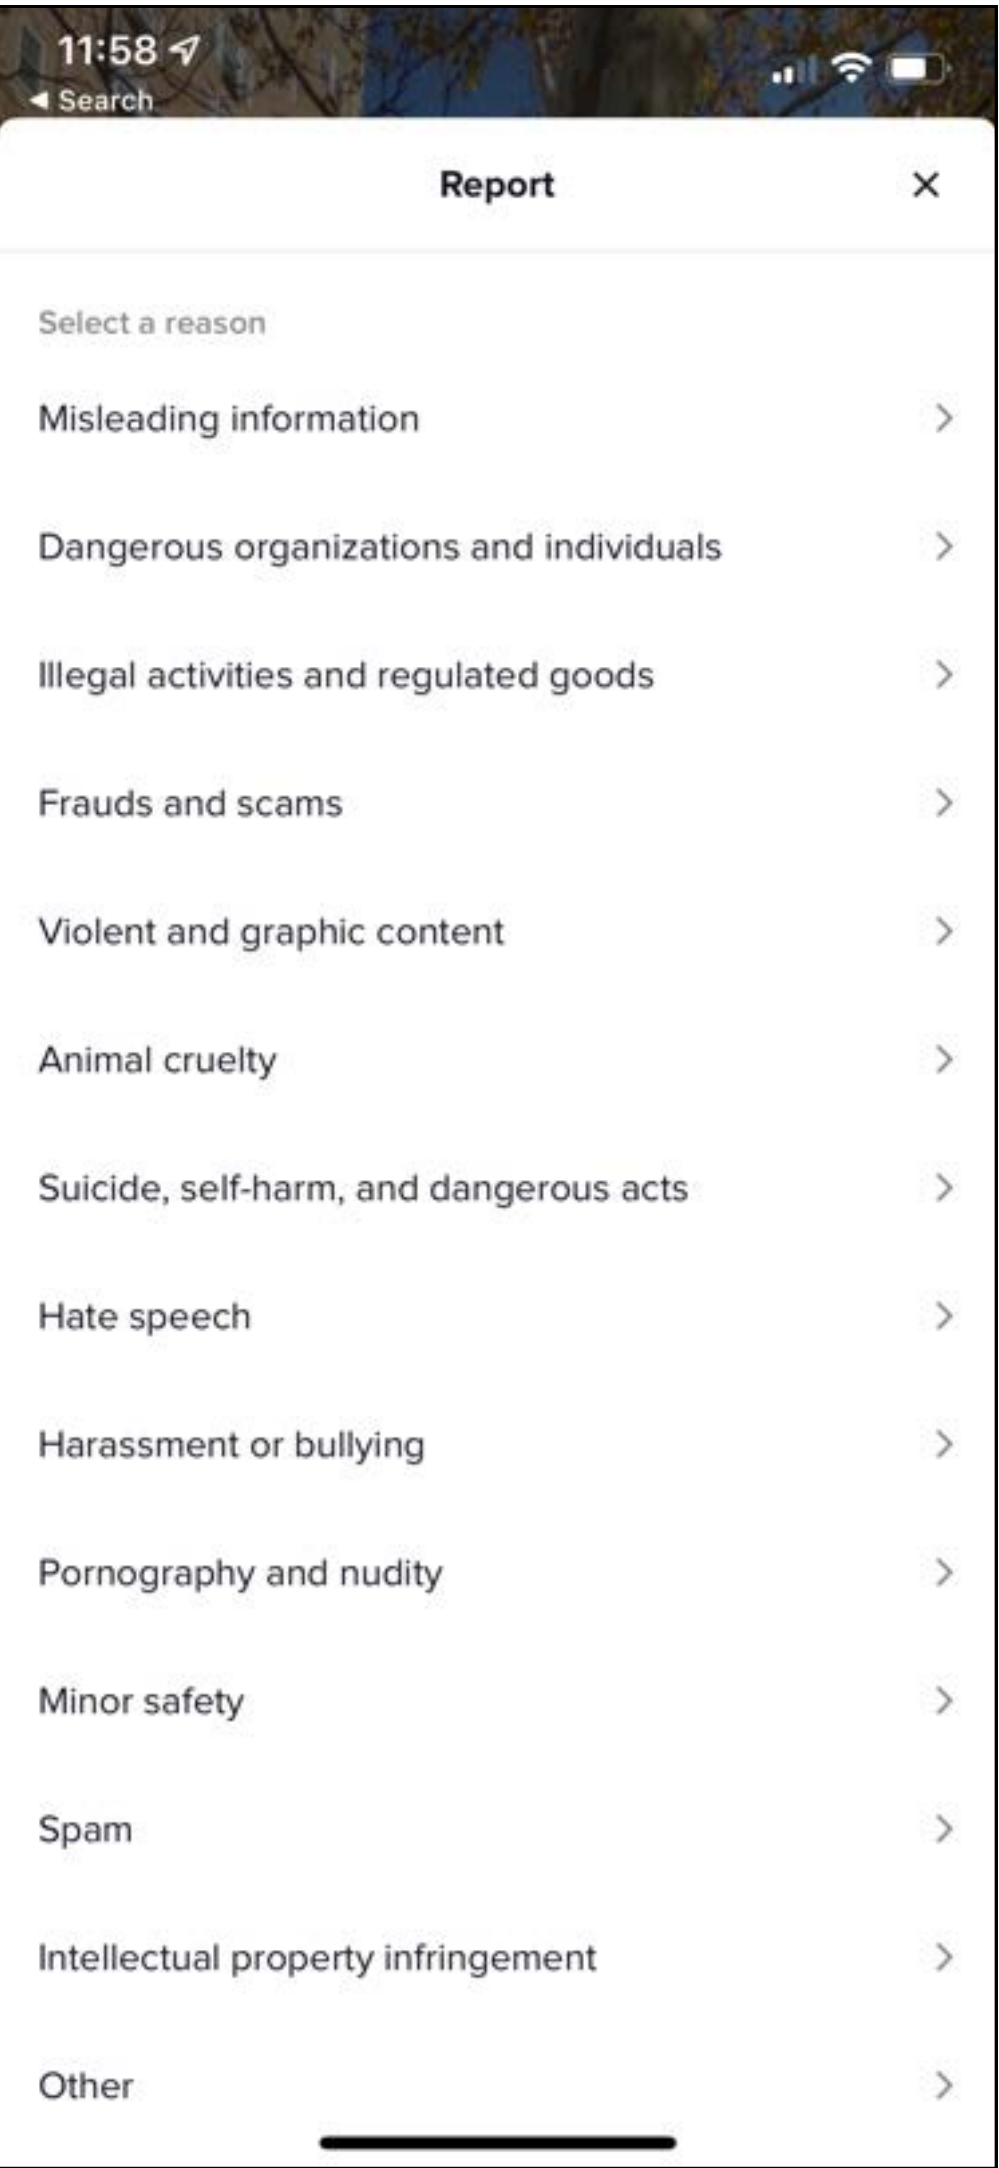 11:58
Search
Report
Select a reason
Misleading information
Dangerous organizations and individuals
Illegal activities and regulated goods
Frauds and scams
Violent and graphic content
Animal cruelty
Suicide, self-harm, and dangerous acts
Hate speech
Harassment or bullying
Pornography and nudity
Minor safety
Spam
Intellectual property infringement
Other